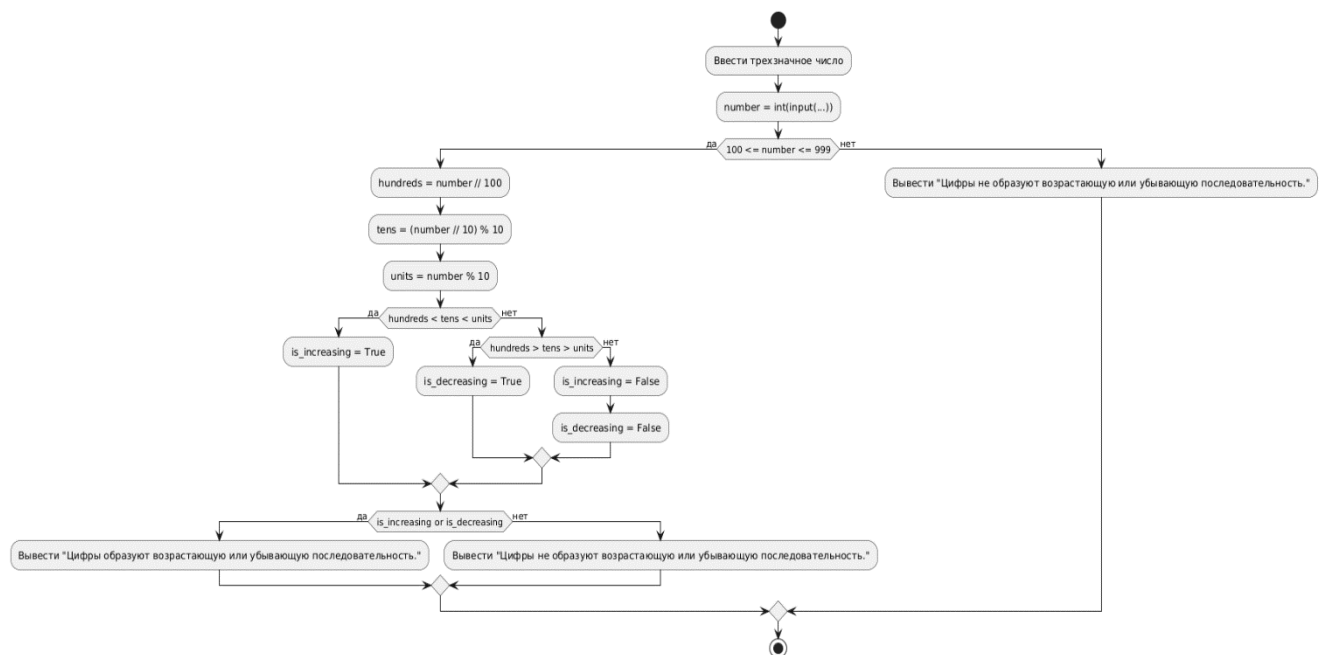 Ввести трехзначное число
number = int(input(...))
да
100 <= number <= 999
нет
hundreds = number // 100
Вывести "Цифры не образуют возрастающую или убывающую последовательность."
tens = (number // 10) % 10
units = number % 10
да
hundreds < tens < units
нет
is_increasing = True
да
hundreds > tens > units
нет
is_decreasing = True
is_increasing = False
is_decreasing = False
да
is_increasing or is_decreasing
нет
Вывести "Цифры образуют возрастающую или убывающую последовательность."
Вывести "Цифры не образуют возрастающую или убывающую последовательность."